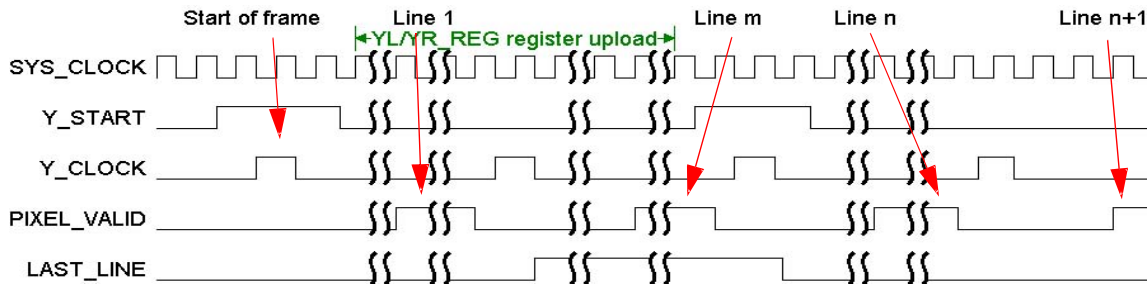 Start of frame Line 1 Line m Line n Line n+1
YL/YR_REG register upload
SYS_CLOCK
Y_START
Y_CLOCK
PIXEL_VALID
LAST_LINE